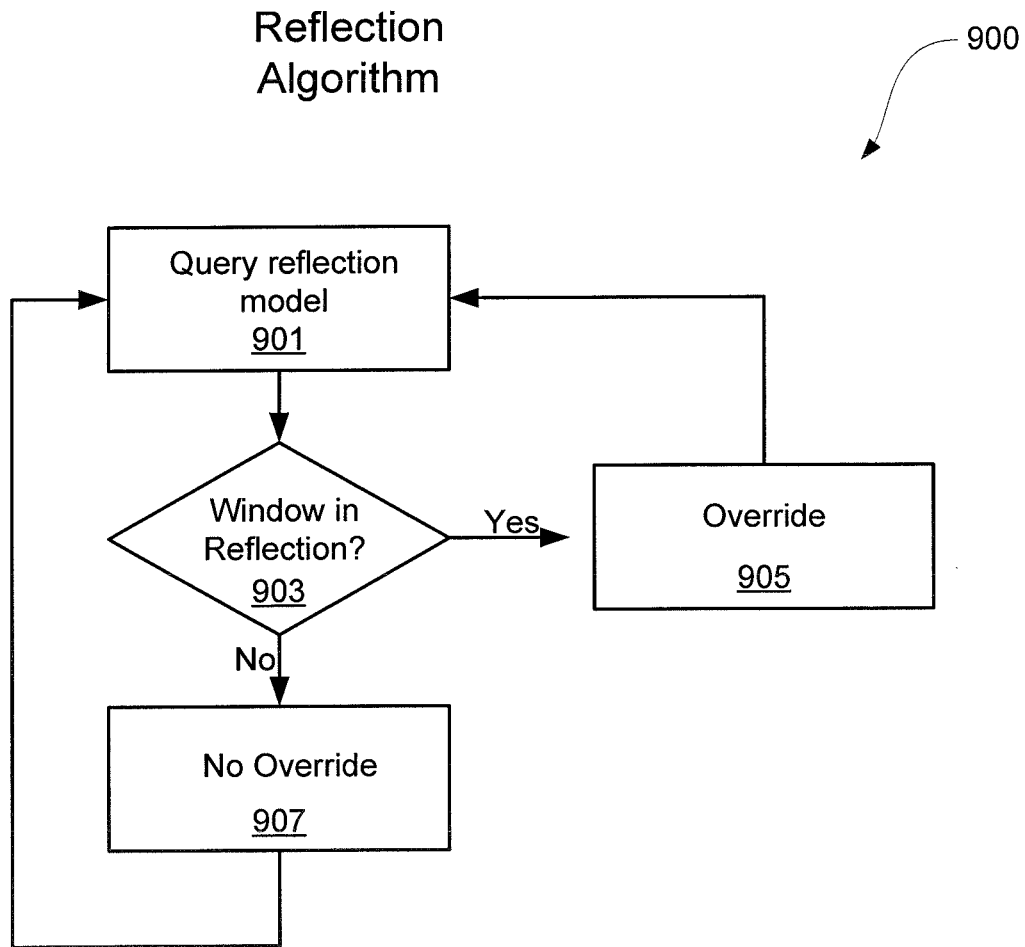 Reflection
Algorithm
900
Query reflection
model
901
Window in
Reflection?
903
Yes
Override
905
No
No Override
907